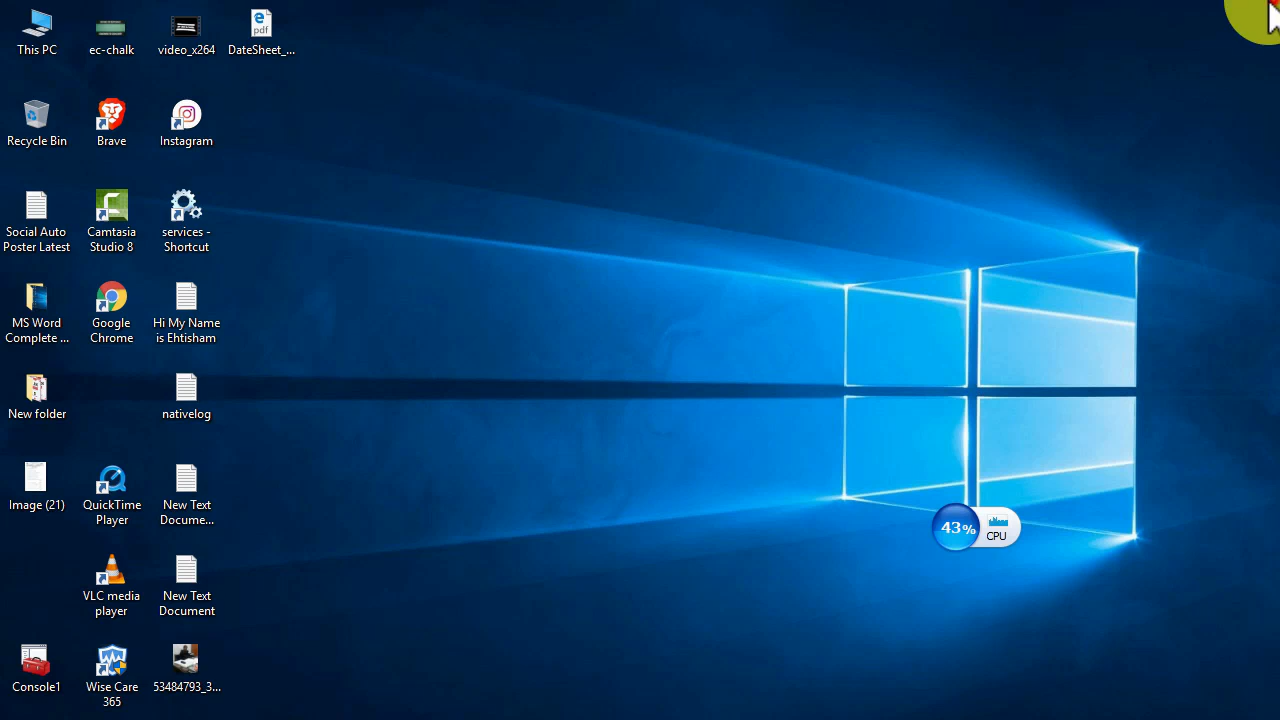 This PC
ec-chalk
video_x264
DateSheet_...
pdf
Recycle Bin
Brave
Instagram
Social Auto
Poster Latest
Camtasia
Studio 8
services -
Shortcut
MS Word
Complete ...
Google
Chrome
Hi My Name
is Ehtisham
New folder
nativelog
Image (21)
QuickTime
Player
New Text
Docume...
VLC media
player
New Text
Document
Console1
Wise Care
365
53484793_3...
43%
CPU